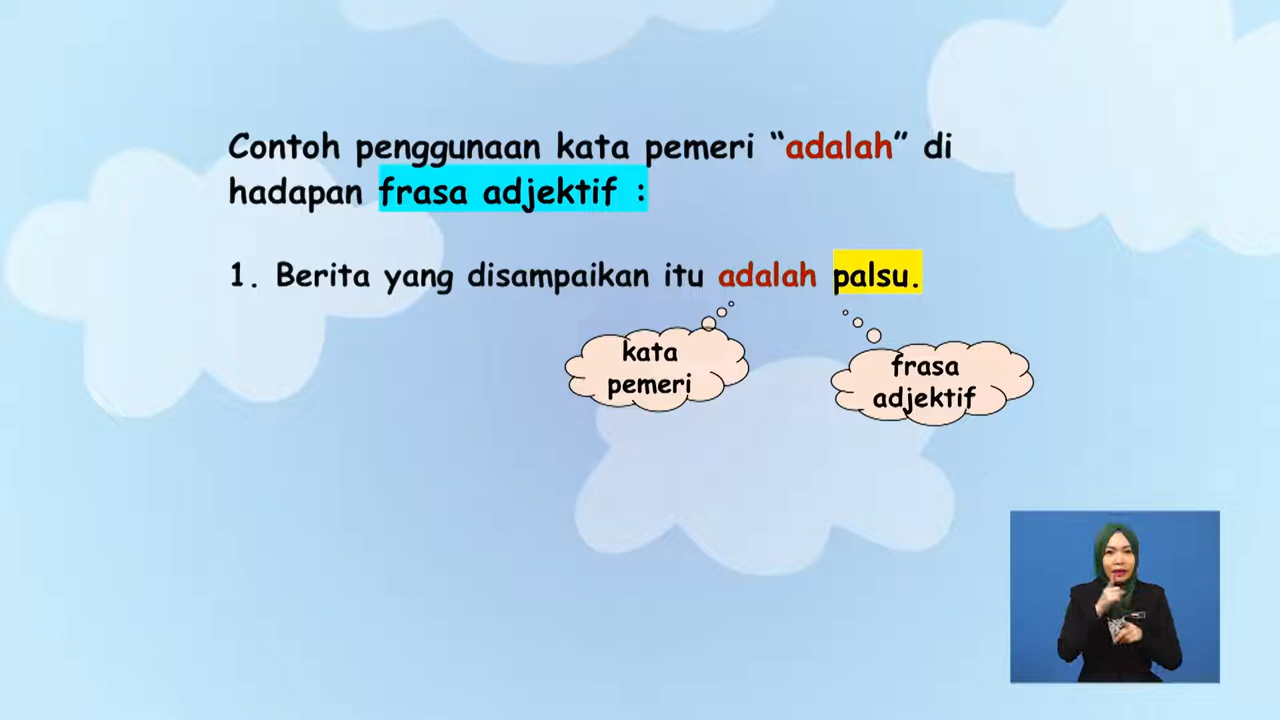 Contoh penggunaan kata pemeri “adalah” di
hadapan frasa adjektif :
1. Berita yang disampaikan itu adalah palsu.
kata
pemeri
frasa
adjektif